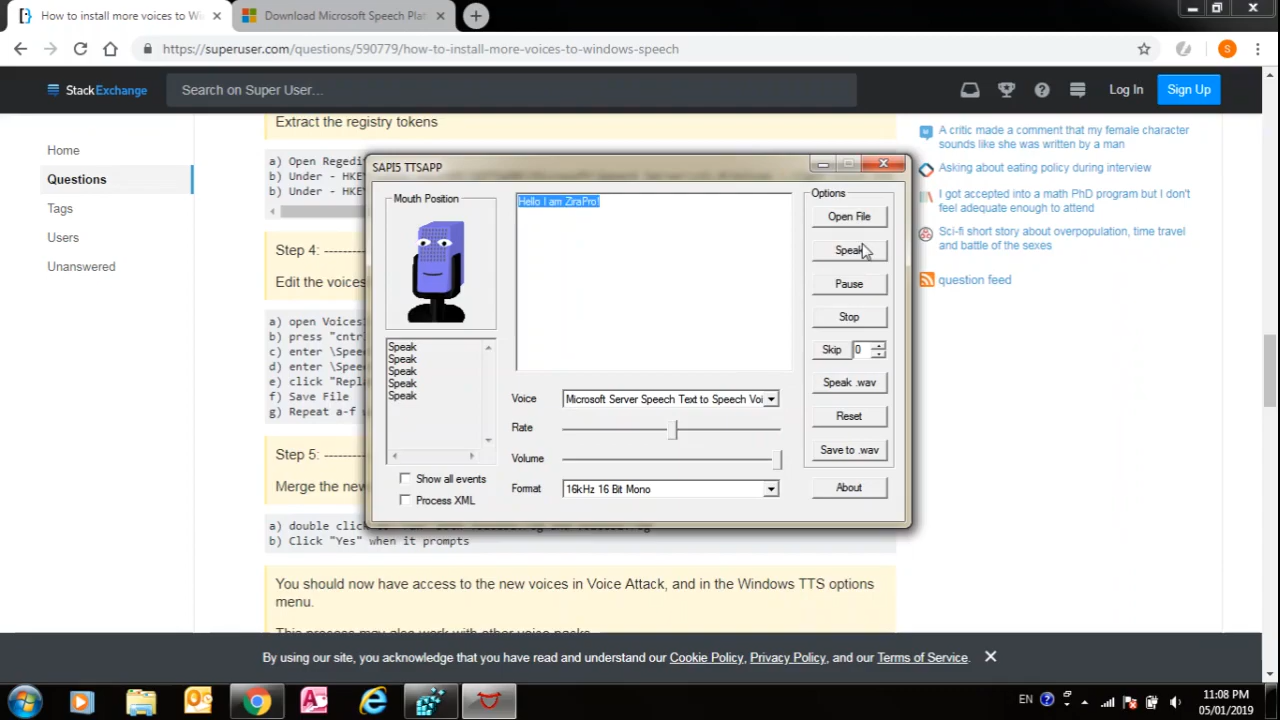 How to install more voices to Wi
Download Microsoft Speech Plat
https://superuser.com/questions/590779/how-to-install-more-voices-to-windows-speech
S
StackExchange
Search on Super User...
Log In
Sign Up
Home
Questions
Tags
Users
Unanswered
Extract the registry tokens
a) Open Regedi
b) Under - HKE
b) Under - HKE
Step 4:
Edit the voices
a) open Voices
b) press "cntr
c) enter \Spee
d) enter \Spee
e) click "Repl
f) Save File
g) Repeat a-f w
Step 5:
Merge the new
a) double clic
b) Click "Yes" when it prompts
You should now have access to the new voices in Voice Attack, and in the Windows TTS options
menu.
This process may also work with other voice packs.
A critic made a comment that my female character
sounds like she was written by a man
Asking about eating policy during interview
I got accepted into a math PhD program but I don't
feel adequate enough to attend
Sci-fi short story about overpopulation, time travel
and battle of the sexes
question feed
SAPI5 TTSAPP
Mouth Position
Hello I am ZiraPro!
Speak
Speak
Speak
Speak
Speak
Show all events
Process XML
Voice
Microsoft Server Speech Text to Speech Voi
Rate
Volume
Format
16kHz 16 Bit Mono
Options
Open File
Speak
Pause
Stop
Skip
0
Speak .wav
Reset
Save to .wav
About
By using our site, you acknowledge that you have read and understand our Cookie Policy, Privacy Policy, and our Terms of Service.
EN
11:08 PM
05/01/2019